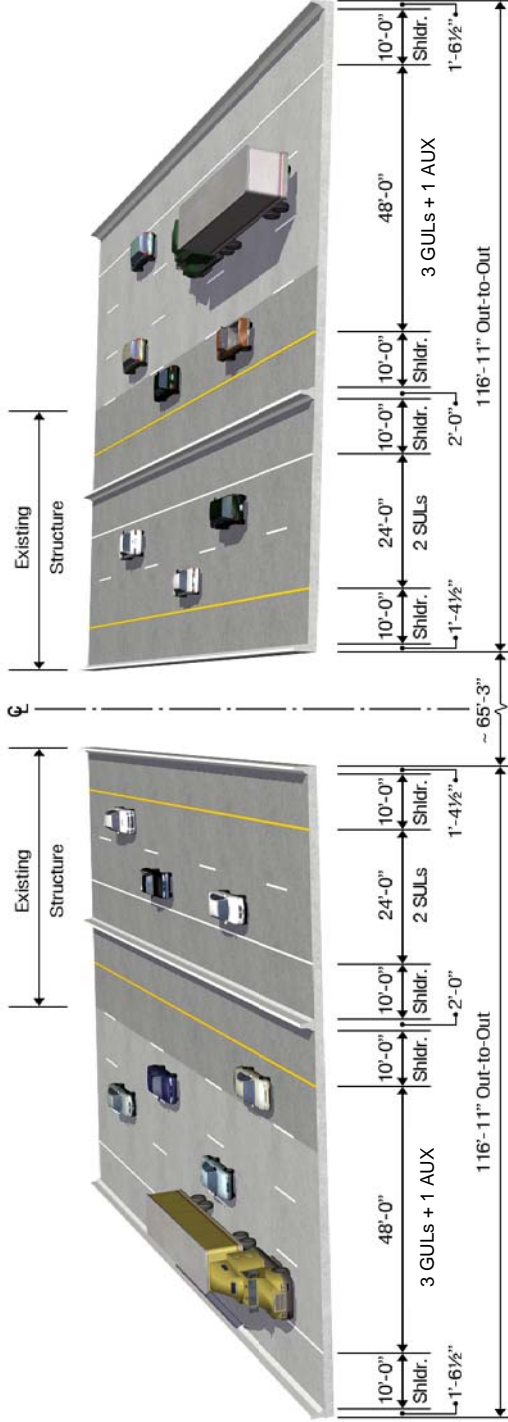 Existing ℄ Existing
Structure Structure
10'-0" 48'-0" 10'-0" 10'-0" 24'-0" 10'-0" 10'-0" 24'-0" 10'-0" 10'-0" 48'-0" 10'-0"
Shldr. 3 GULs + 1 AUX Shldr. Shldr. 2 SULs Shldr. Shldr. 2 SULs Shldr. Shldr. 3 GULs + 1 AUX Shldr.
1'-6½" 2'-0" 1'-4½" 1'-4½" 2'-0" 1'-6½"
116'-11" Out-to-Out ~ 65'-3" 116'-11" Out-to-Out